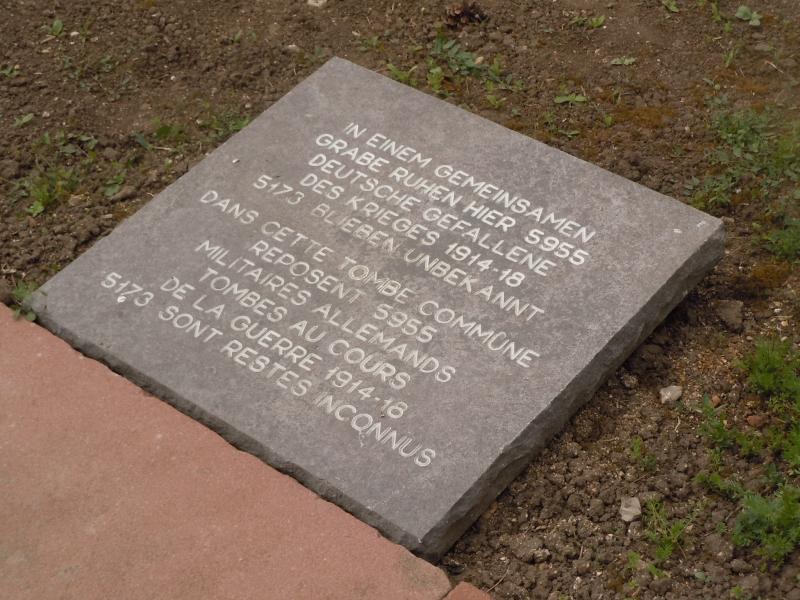 IN EINEM GEMEINSAMEN
GRABE RUHEN HIER 5955
DEUTSCHE GEFALLENE
DES KRIEGES 1914-18
5173 BLIEBEN UNBEKANNT
DANS CETTE TOMBE COMMUNE
REPOSENT 5955
MILITAIRES ALLEMANDS
TOMBES AU COURS
DE LA GUERRE 1914-18
5173 SONT RESTES INCONNUS